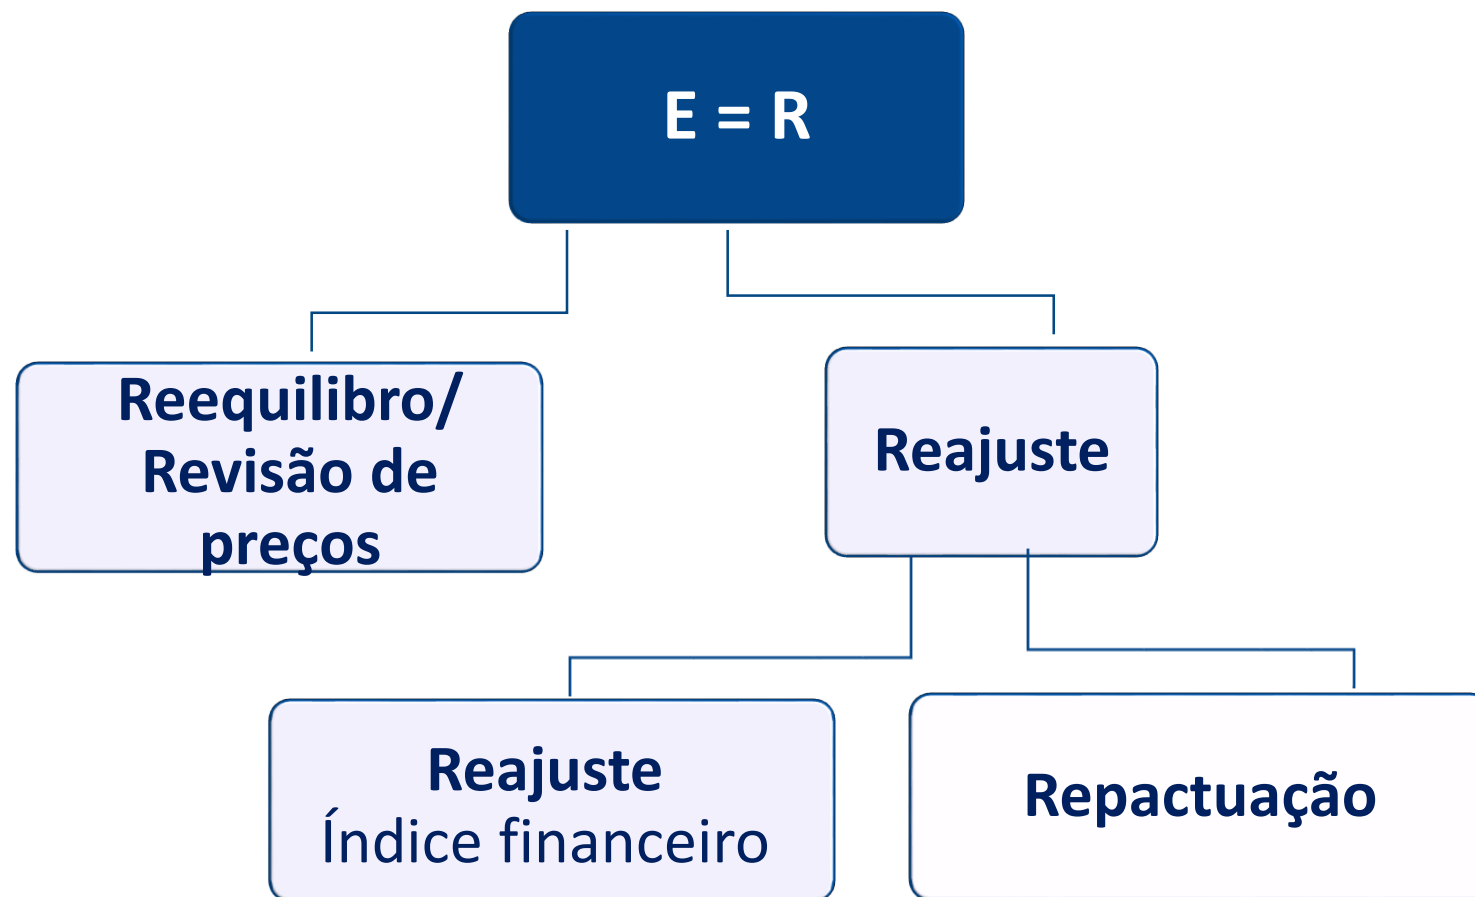 E = R
Reequilibro/
Revisão de
preços
Reajuste
Reajuste
Índice financeiro
Repactuação